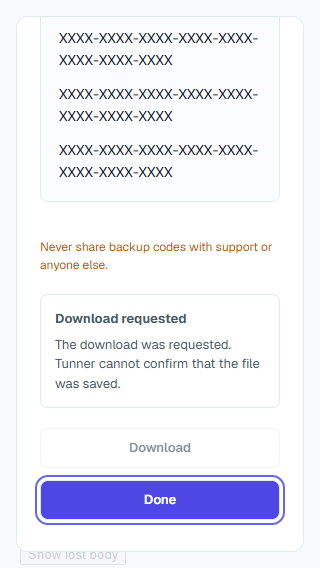 XXXX-XXXX-XXXX-XXXX-XXXX-
XXXX-XXXX-XXXX
XXXX-XXXX-XXXX-XXXX-XXXX-
XXXX-XXXX-XXXX
XXXX-XXXX-XXXX-XXXX-XXXX-
XXXX-XXXX-XXXX
Never share backup codes with support or
anyone else.
Download requested
The download was requested.
Tunner cannot confirm that the file
was saved.
Download
Done
Show lost body